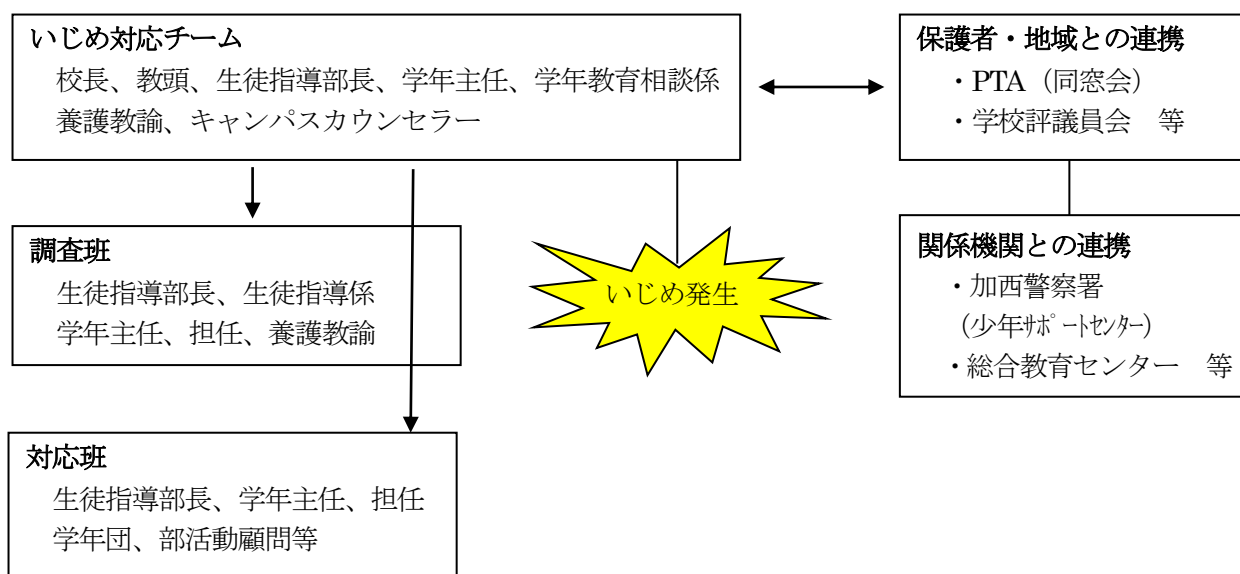 いじめ対応チーム
校長、教頭、生徒指導部長、学年主任、学年教育相談係
養護教諭、キャンパスカウンセラー
保護者・地域との連携
・PTA（同窓会）
・学校評議員会　等
調査班
生徒指導部長、生徒指導係
学年主任、担任、養護教諭
いじめ発生
関係機関との連携
・加西警察署
（少年ｻﾎﾟｰﾄｾﾝﾀｰ）
・総合教育センター　等
対応班
生徒指導部長、学年主任、担任
学年団、部活動顧問等